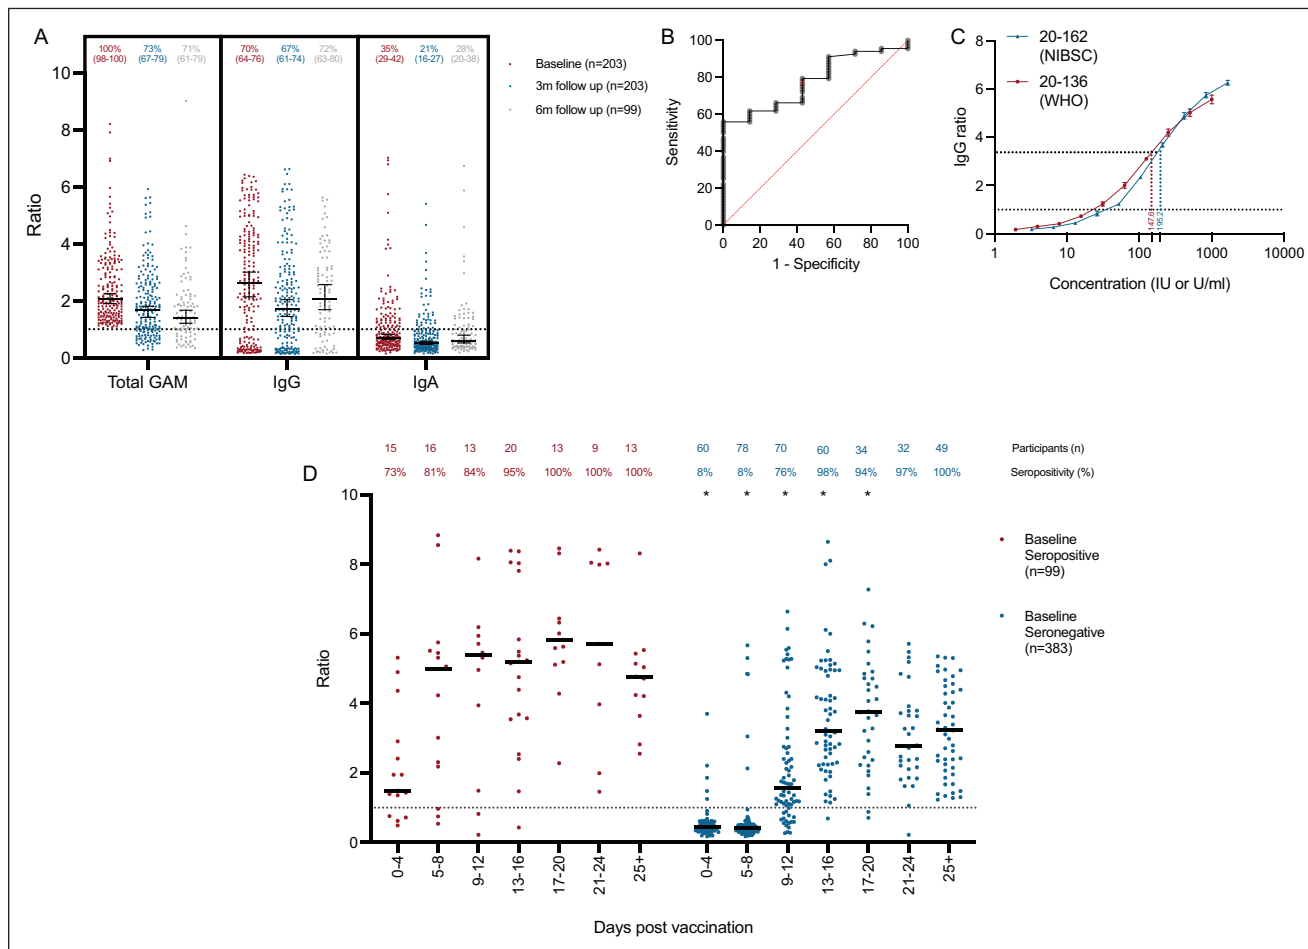 A
100% 73% 71% 70% 67% 72% 35% 21% 28%
(98-100) (67-79) (61-79) (64-76) (61-74) (63-80) (29-42) (16-27) (20-38)
10
8
6
4
2
0
Ratio
Total GAM IgG IgA
Baseline (n=203)
3m follow up (n=203)
6m follow up (n=99)
B
100
80
60
40
20
0
Sensitivity
0 20 40 60 80 100
1 - Specificity
C
20-162
(NIBSC)
20-136
(WHO)
8
6
4
2
0
IgG ratio
147.6
195.2
1 10 100 1000 10000
Concentration (IU or U/ml)
D
15 16 13 20 13 9 13 60 78 70 60 34 32 49 Participants (n)
73% 81% 84% 95% 100% 100% 100% 8% 8% 76% 98% 94% 97% 100% Seropositivity (%)
* * * * *
10
8
6
4
2
0
Ratio
0-4 5-8 9-12 13-16 17-20 21-24 25+ 0-4 5-8 9-12 13-16 17-20 21-24 25+
Days post vaccination
Baseline
Seropositive
(n=99)
Baseline
Seronegative
(n=383)